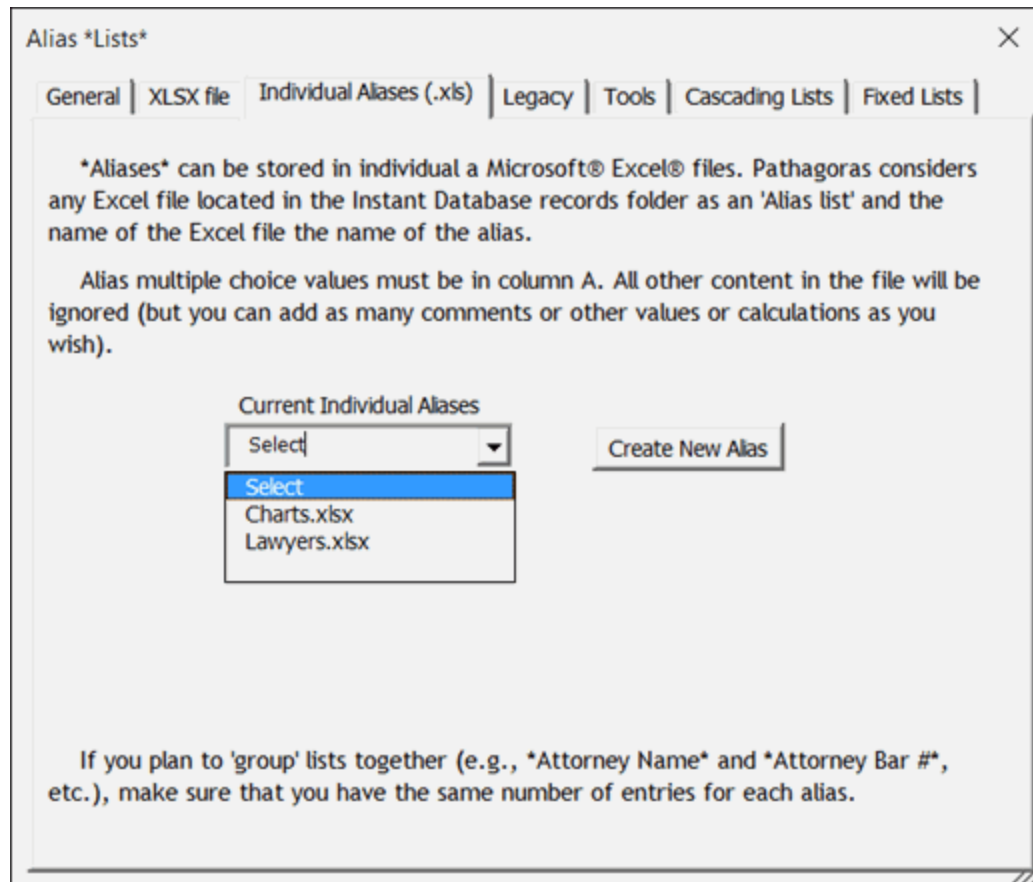 Alias *Lists*
General XLSX file Individual Aliases (.xls) Legacy Tools Cascading Lists Fixed Lists
*Aliases* can be stored in individual a Microsoft® Excel® files. Pathagoras considers
any Excel file located in the Instant Database records folder as an 'Alias list' and the
name of the Excel file the name of the alias.
Alias multiple choice values must be in column A. All other content in the file will be
ignored (but you can add as many comments or other values or calculations as you
wish).
Current Individual Aliases
Select
Create New Alias
Select
Charts.xlsx
Lawyers.xlsx
If you plan to 'group' lists together (e.g., *Attorney Name* and *Attorney Bar #*,
etc.), make sure that you have the same number of entries for each alias.